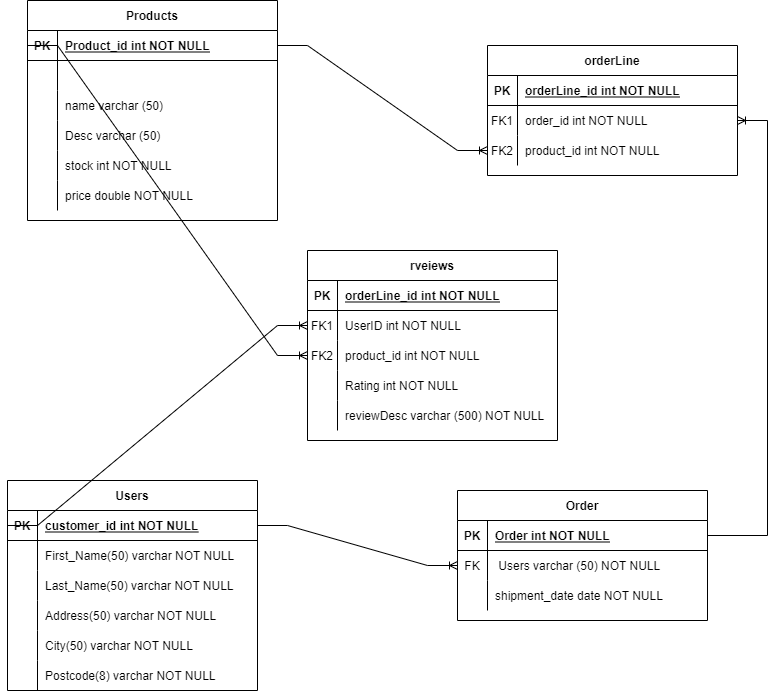 Products
PK Product_id int NOT NULL
name varchar (50)
Desc varchar (50)
stock int NOT NULL
price double NOT NULL
orderLine
PK orderLine_id int NOT NULL
FK1 order_id int NOT NULL
FK2 product_id int NOT NULL
rveiews
PK orderLine_id int NOT NULL
FK1 UserID int NOT NULL
FK2 product_id int NOT NULL
Rating int NOT NULL
reviewDesc varchar (500) NOT NULL
Users
PK customer_id int NOT NULL
First_Name(50) varchar NOT NULL
Last_Name(50) varchar NOT NULL
Address(50) varchar NOT NULL
City(50) varchar NOT NULL
Postcode(8) varchar NOT NULL
Order
PK Order int NOT NULL
FK Users varchar (50) NOT NULL
shipment_date date NOT NULL